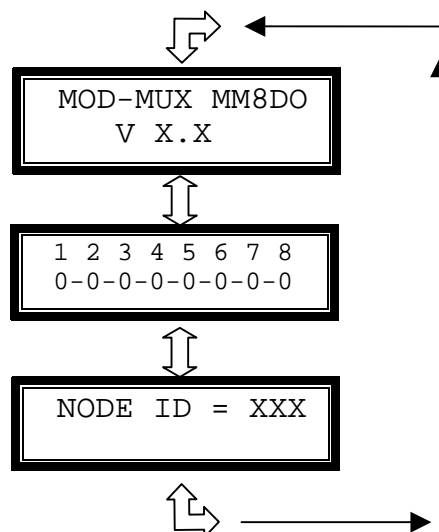 MOD-MUX MM8DO
V X.X
1 2 3 4 5 6 7 8
0-0-0-0-0-0-0-0
NODE ID = XXX